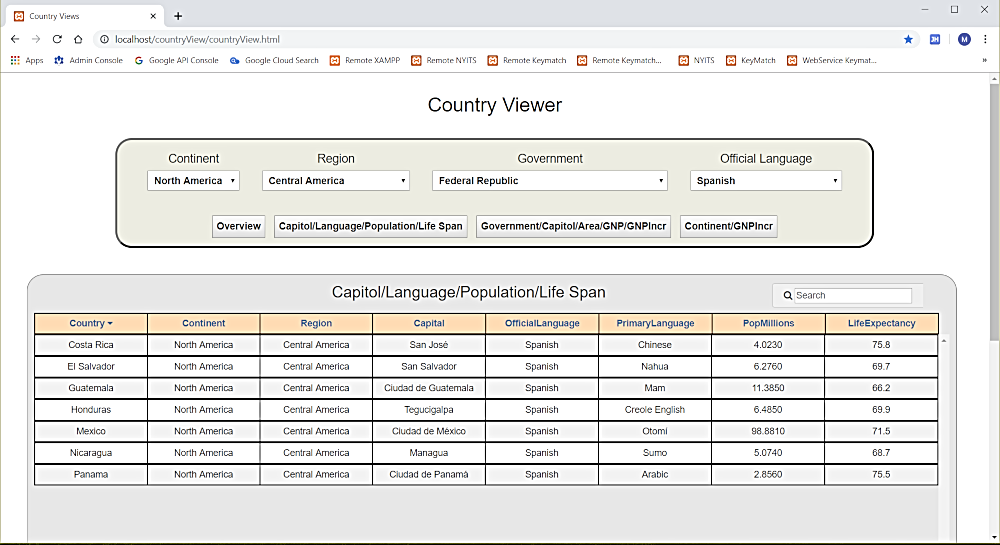 Country Views
localhost/countryView/countryView.html
M
Apps Admin Console Google API Console Google Cloud Search Remote XAMPP Remote NYITS Remote Keymatch Remote Keymatch... NYITS KeyMatch WebService Keymat... »
Country Viewer
Continent Region Government Official Language
North America Central America Federal Republic Spanish
Overview Capitol/Language/Population/Life Span Government/Capitol/Area/GNP/GNPIncr Continent/GNPIncr
Capitol/Language/Population/Life Span Search
Country Continent Region Capital OfficialLanguage PrimaryLanguage PopMillions LifeExpectancy
Costa Rica North America Central America San José Spanish Chinese 4.0230 75.8
El Salvador North America Central America San Salvador Spanish Nahua 6.2760 69.7
Guatemala North America Central America Ciudad de Guatemala Spanish Mam 11.3850 66.2
Honduras North America Central America Tegucigalpa Spanish Creole English 6.4850 69.9
Mexico North America Central America Ciudad de México Spanish Otomí 98.8810 71.5
Nicaragua North America Central America Managua Spanish Sumo 5.0740 68.7
Panama North America Central America Ciudad de Panamá Spanish Arabic 2.8560 75.5